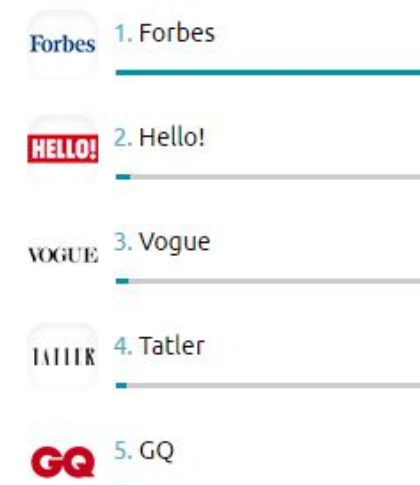 Forbes
1. Forbes
HELLO!
2. Hello!
VOGUE
3. Vogue
TATLER
4. Tatler
GQ
5. GQ